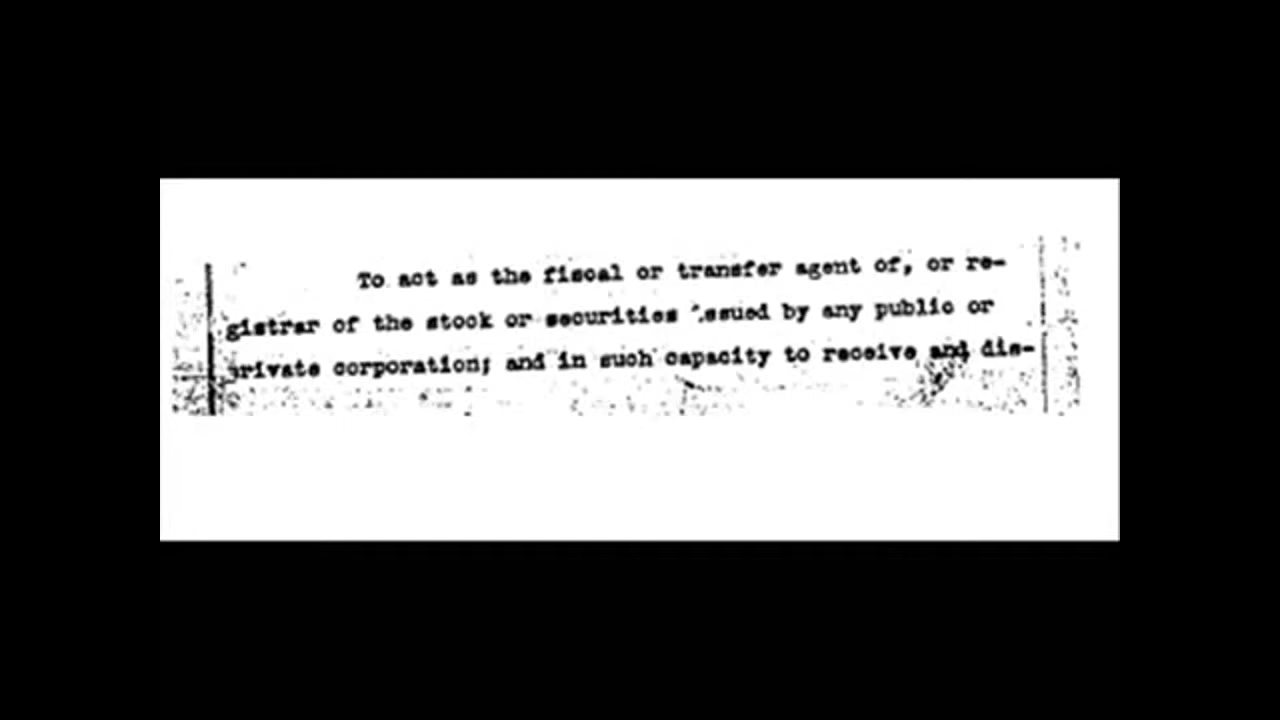 To act as the fiscal or transfer agent of, or re-
gistrar of the stock or securities issued by any public or
private corporation; and in such capacity to receive and dis-